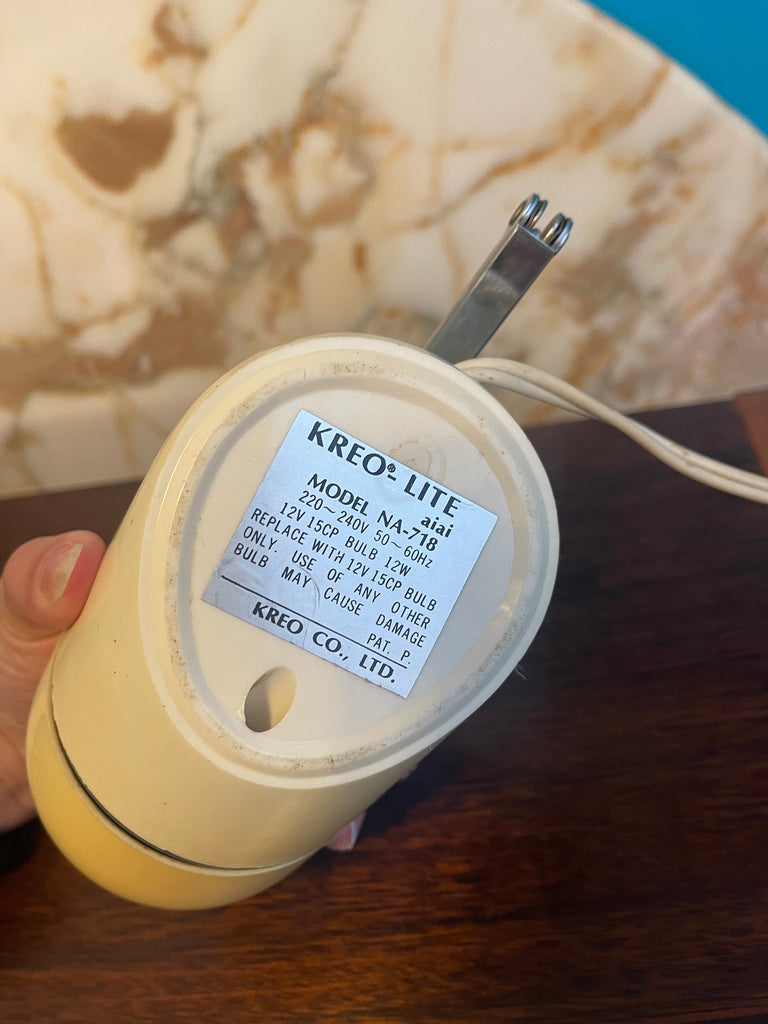 KREO®- LITE
aiai
MODEL NA-718
220~240V 50~60Hz
12V 15CP BULB 12W
REPLACE WITH 12V 15CP BULB
ONLY. USE OF ANY OTHER
BULB MAY CAUSE DAMAGE
PAT. P.
KREO CO., LTD.